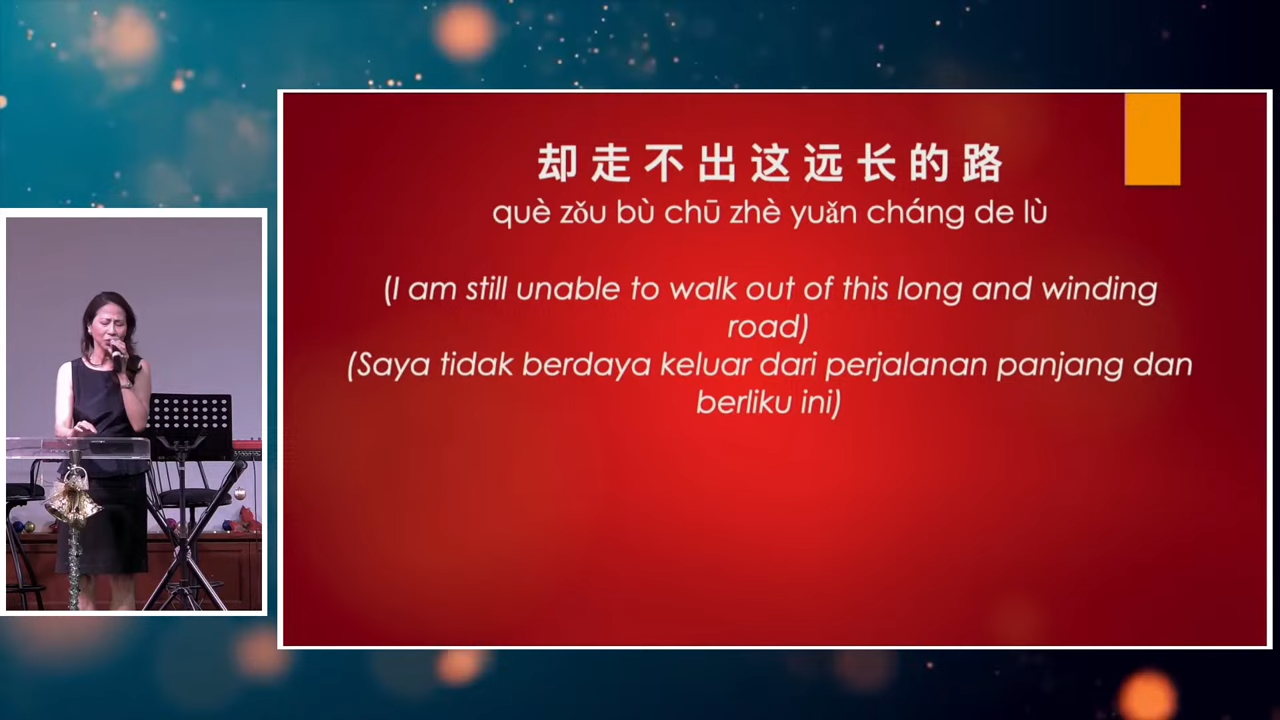 却走不出这远长的路
què zǒu bù chū zhè yuǎn cháng de lù
(I am still unable to walk out of this long and winding
road)
(Saya tidak berdaya keluar dari perjalanan panjang dan
berliku ini)